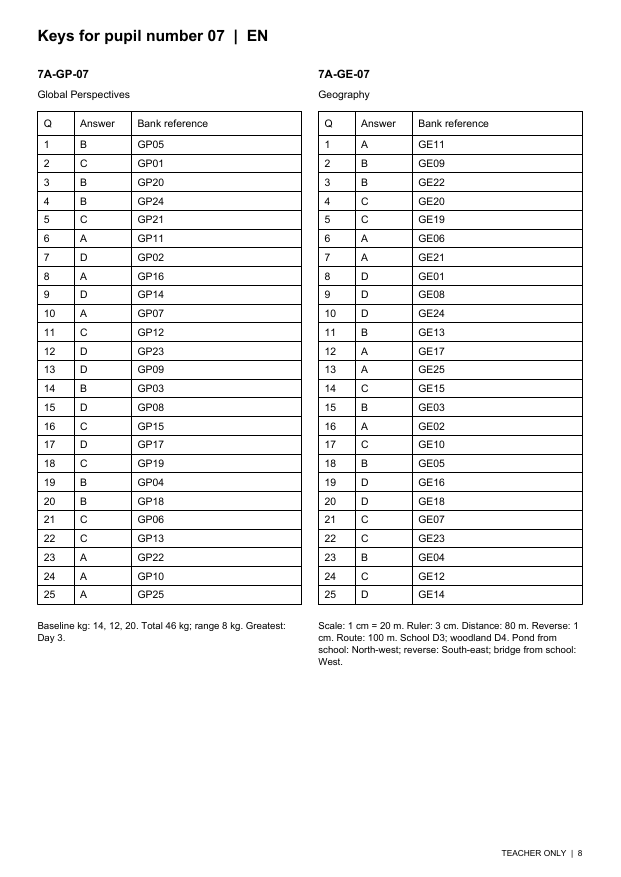 Keys for pupil number 07 | EN
7A-GP-07
Global Perspectives
Q Answer Bank reference
1 B GP05
2 C GP01
3 B GP20
4 B GP24
5 C GP21
6 A GP11
7 D GP02
8 A GP16
9 D GP14
10 A GP07
11 C GP12
12 D GP23
13 D GP09
14 B GP03
15 D GP08
16 C GP15
17 D GP17
18 C GP19
19 B GP04
20 B GP18
21 C GP06
22 C GP13
23 A GP22
24 A GP10
25 A GP25
Baseline kg: 14, 12, 20. Total 46 kg; range 8 kg. Greatest:
Day 3.
7A-GE-07
Geography
Q Answer Bank reference
1 A GE11
2 B GE09
3 B GE22
4 C GE20
5 C GE19
6 A GE06
7 A GE21
8 D GE01
9 D GE08
10 D GE24
11 B GE13
12 A GE17
13 A GE25
14 C GE15
15 B GE03
16 A GE02
17 C GE10
18 B GE05
19 D GE16
20 D GE18
21 C GE07
22 C GE23
23 B GE04
24 C GE12
25 D GE14
Scale: 1 cm = 20 m. Ruler: 3 cm. Distance: 80 m. Reverse: 1
cm. Route: 100 m. School D3; woodland D4. Pond from
school: North-west; reverse: South-east; bridge from school:
West.
TEACHER ONLY | 8